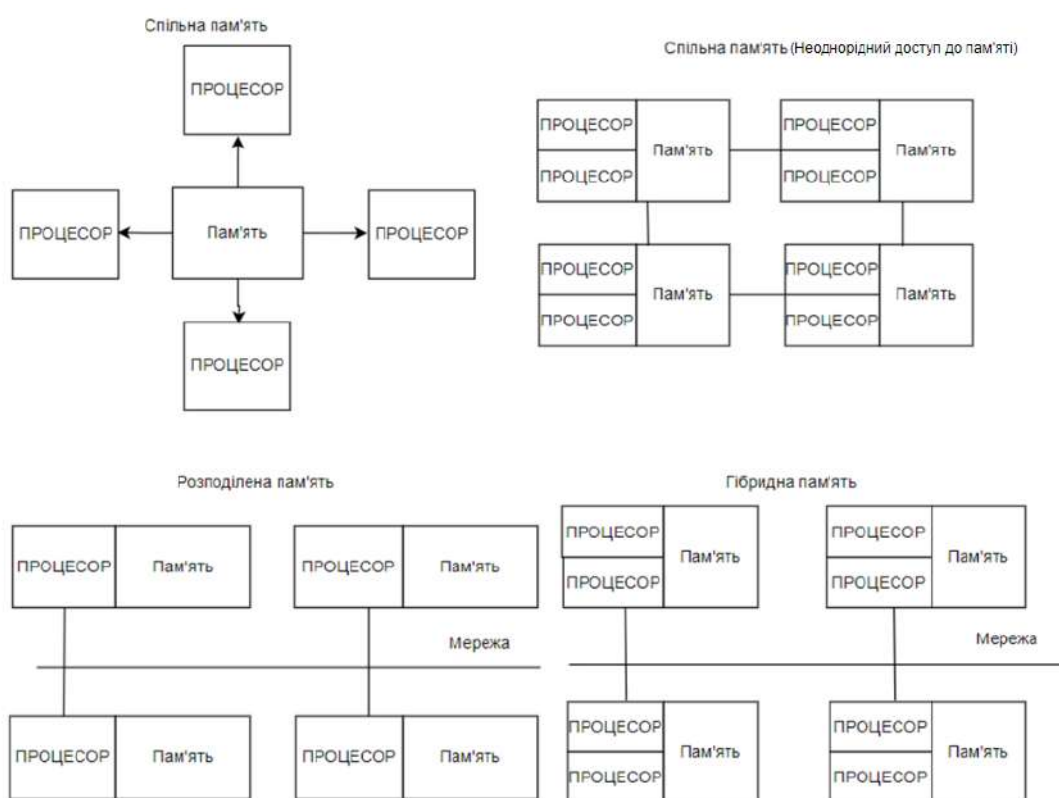 Спільна пам'ять
ПРОЦЕСОР
ПРОЦЕСОР
Пам'ять
ПРОЦЕСОР
ПРОЦЕСОР
Спільна пам'ять (Неоднорідний доступ до пам'яті)
ПРОЦЕСОР
ПРОЦЕСОР
Пам'ять
ПРОЦЕСОР
ПРОЦЕСОР
Пам'ять
ПРОЦЕСОР
ПРОЦЕСОР
Пам'ять
ПРОЦЕСОР
ПРОЦЕСОР
Пам'ять
Розподілена пам'ять
ПРОЦЕСОР
Пам'ять
ПРОЦЕСОР
Пам'ять
Мережа
ПРОЦЕСОР
Пам'ять
ПРОЦЕСОР
Пам'ять
Гібридна пам'ять
ПРОЦЕСОР
ПРОЦЕСОР
Пам'ять
ПРОЦЕСОР
ПРОЦЕСОР
Пам'ять
Мережа
ПРОЦЕСОР
ПРОЦЕСОР
Пам'ять
ПРОЦЕСОР
ПРОЦЕСОР
Пам'ять